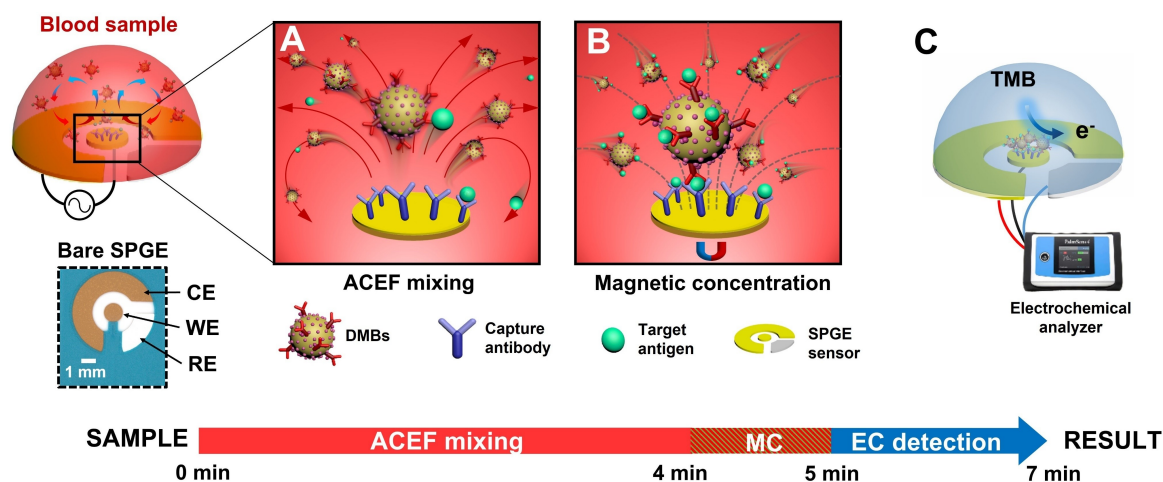 Blood sample
A
B
C
TMB
e-
Bare SPGE
CE
WE
RE
1 mm
ACEF mixing
Magnetic concentration
DMBs
Capture
antibody
Target
antigen
SPGE
sensor
Electrochemical
analyzer
SAMPLE
ACEF mixing
MC
EC detection
RESULT
0 min
4 min
5 min
7 min